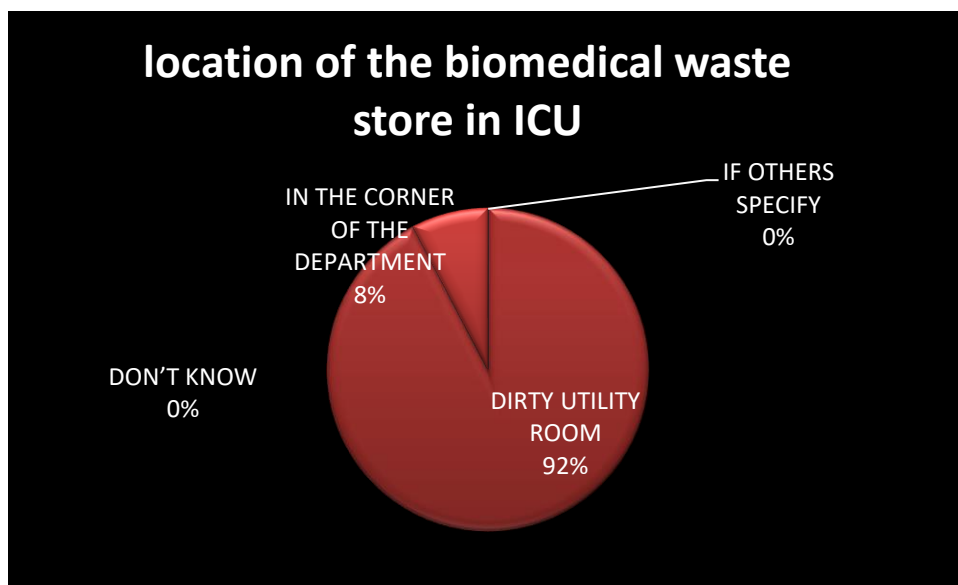 location of the biomedical waste
store in ICU
IF OTHERS
SPECIFY
0%
IN THE CORNER
OF THE
DEPARTMENT
8%
DON’T KNOW
0%
DIRTY UTILITY
ROOM
92%